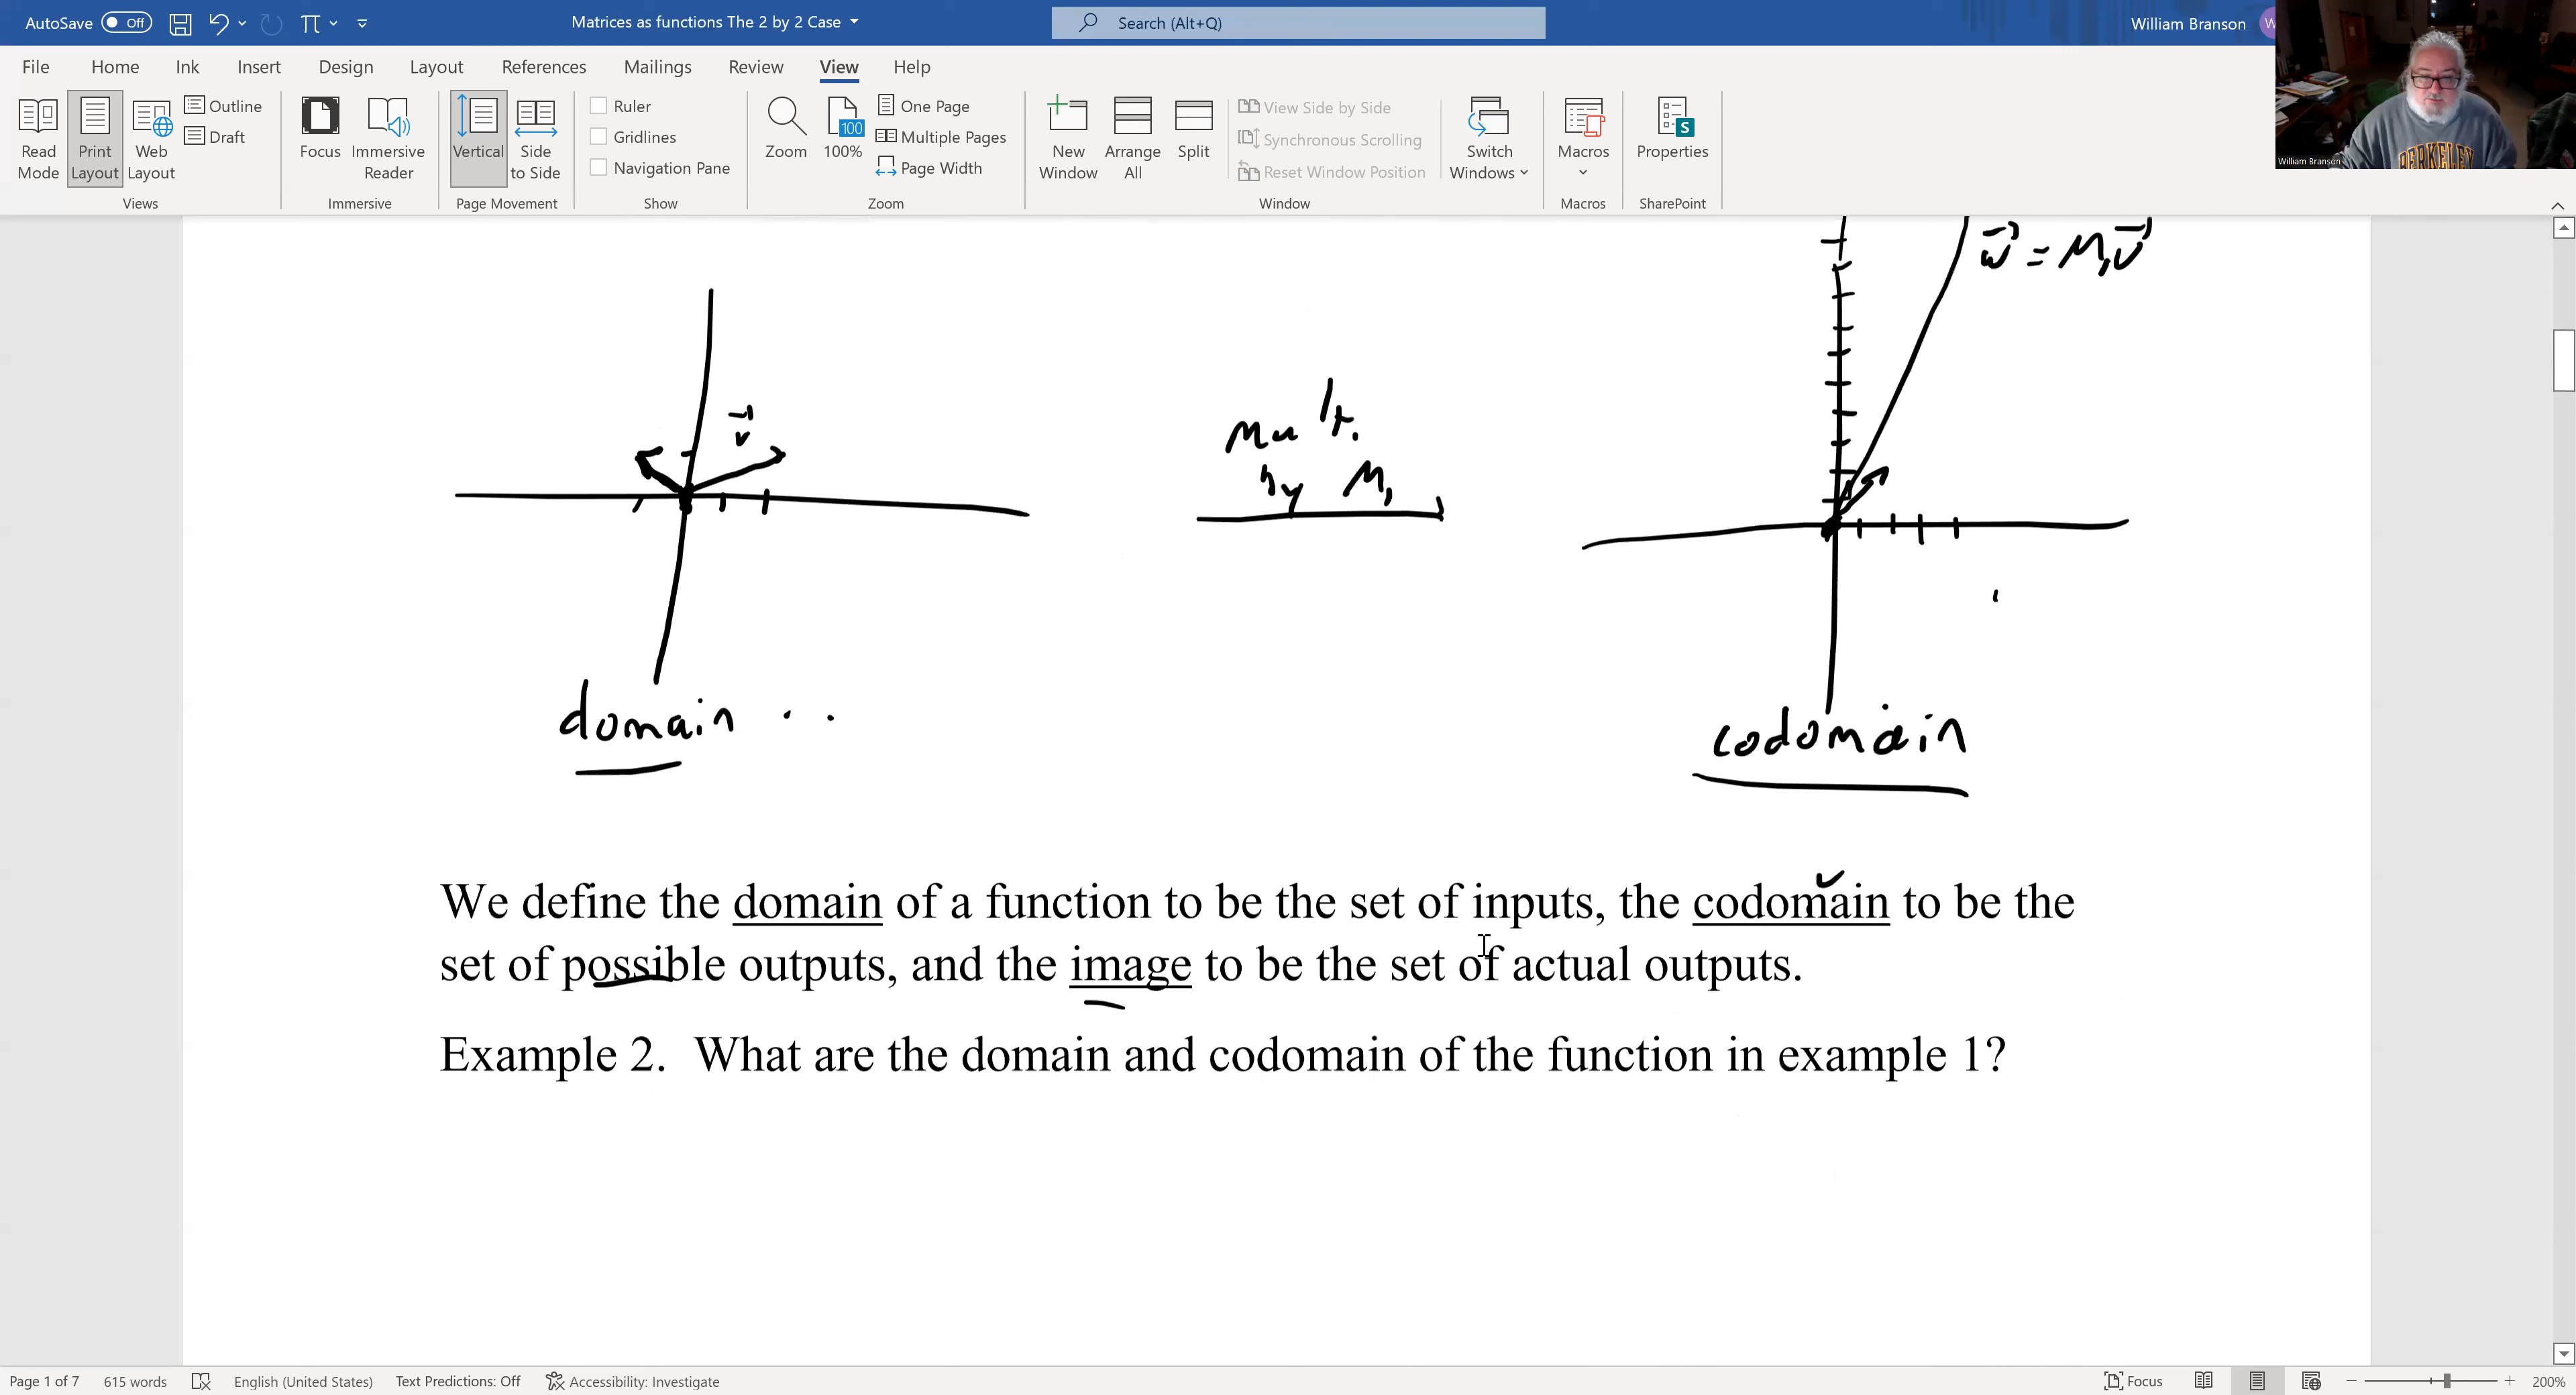 AutoSave Off Matrices as functions The 2 by 2 Case Search (Alt+Q) William Branson
File Home Ink Insert Design Layout References Mailings Review View Help
Read Mode
Print Layout
Web Layout
Outline
Draft
Views
Focus
Immersive Reader
Immersive
Vertical
Side to Side
Page Movement
Ruler
Gridlines
Navigation Pane
Show
Zoom
100
100%
One Page
Multiple Pages
Page Width
Zoom
New Window
Arrange All
Split
View Side by Side
Synchronous Scrolling
Reset Window Position
Switch Windows
Window
Macros
Macros
S
Properties
SharePoint
William Branson
BERKELEY
w = M₁v
v
Mult.
by M₁
domain ..
codomain
We define the domain of a function to be the set of inputs, the codomain to be the
set of possible outputs, and the image to be the set of actual outputs.
Example 2. What are the domain and codomain of the function in example 1?
Page 1 of 7 615 words English (United States) Text Predictions: Off Accessibility: Investigate Focus 200%